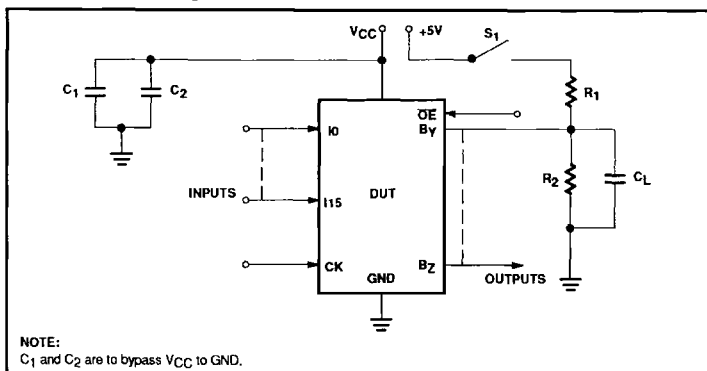 VCC
+5V
S1
C1
C2
R1
OE
BY
I0
INPUTS
DUT
R2
CL
I15
CK
GND
BZ
OUTPUTS
NOTE:
C1 and C2 are to bypass VCC to GND.